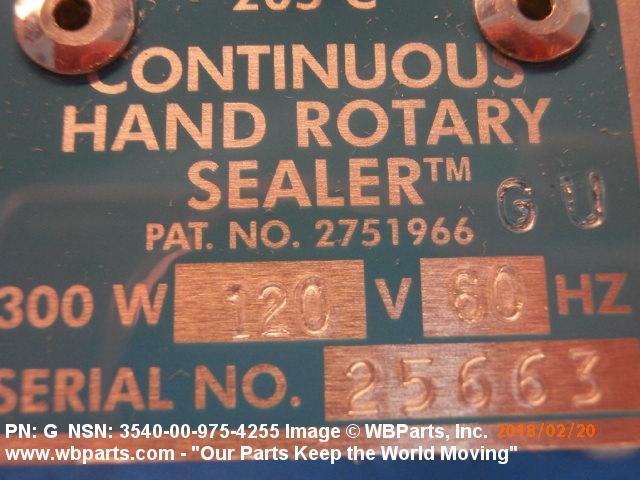 CONTINUOUS
HAND ROTARY
SEALER™
GU
PAT. NO. 2751966
300 W 120 V 60 HZ
SERIAL NO. 25663
PN: G NSN: 3540-00-975-4255 Image © WBParts, Inc. 2018/02/20
www.wbparts.com - "Our Parts Keep the World Moving"